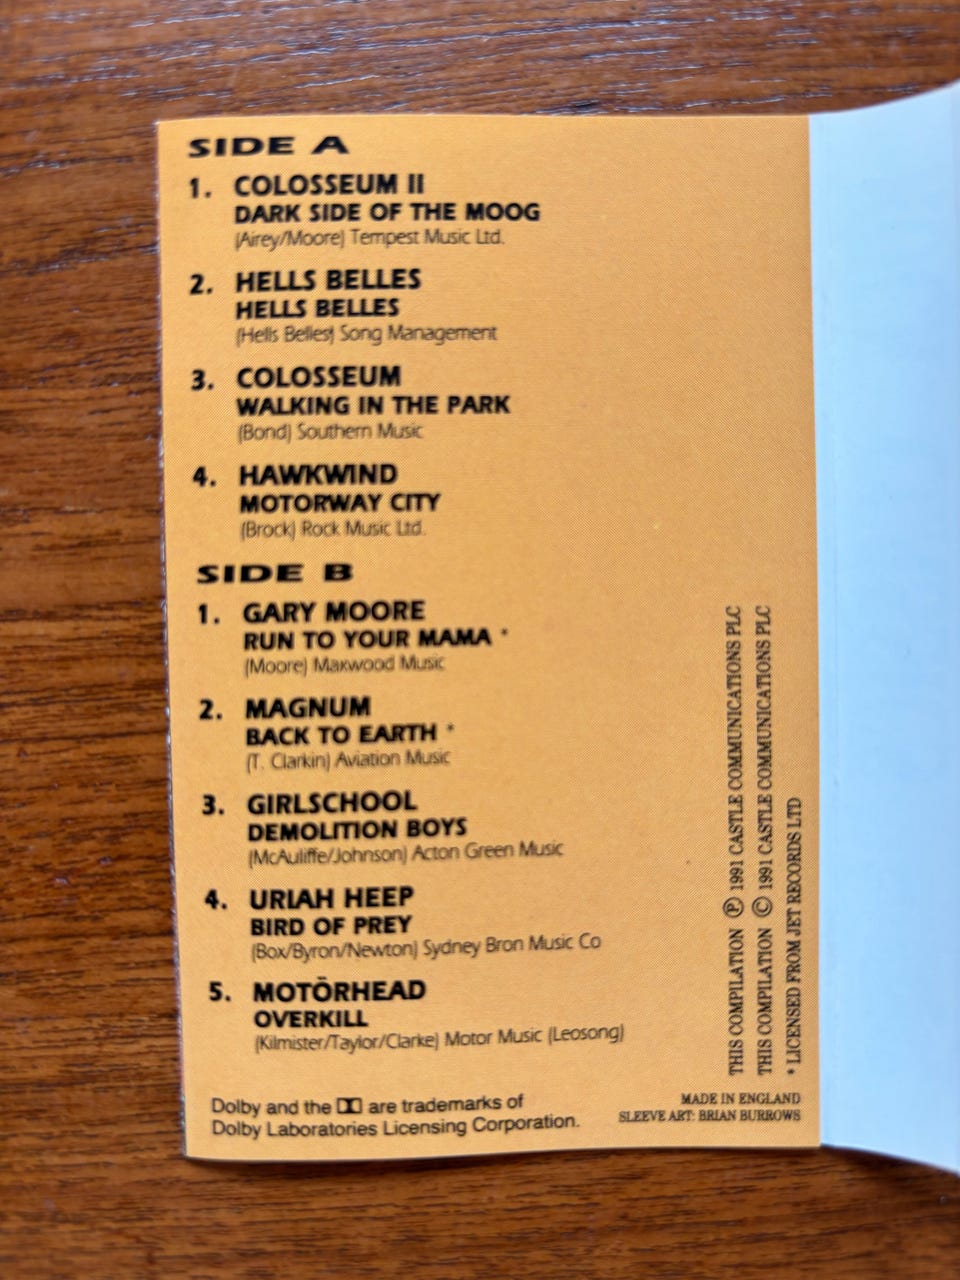 SIDE A
1. COLOSSEUM II
DARK SIDE OF THE MOOG
(Airey/Moore) Tempest Music Ltd.
2. HELLS BELLES
HELLS BELLES
(Hells Belles) Song Management
3. COLOSSEUM
WALKING IN THE PARK
(Bond) Southern Music
4. HAWKWIND
MOTORWAY CITY
(Brock) Rock Music Ltd.
SIDE B
1. GARY MOORE
RUN TO YOUR MAMA *
(Moore) Maxwood Music
2. MAGNUM
BACK TO EARTH *
(T. Clarkin) Aviation Music
3. GIRLSCHOOL
DEMOLITION BOYS
(McAuliffe/Johnson) Acton Green Music
4. URIAH HEEP
BIRD OF PREY
(Box/Byron/Newton) Sydney Bron Music Co
5. MOTÖRHEAD
OVERKILL
(Kilmister/Taylor/Clarke) Motor Music (Leosong)
Dolby and the DD are trademarks of
Dolby Laboratories Licensing Corporation.
THIS COMPILATION ℗ 1991 CASTLE COMMUNICATIONS PLC
THIS COMPILATION © 1991 CASTLE COMMUNICATIONS PLC
* LICENSED FROM JET RECORDS LTD
MADE IN ENGLAND
SLEEVE ART: BRIAN BURROWS